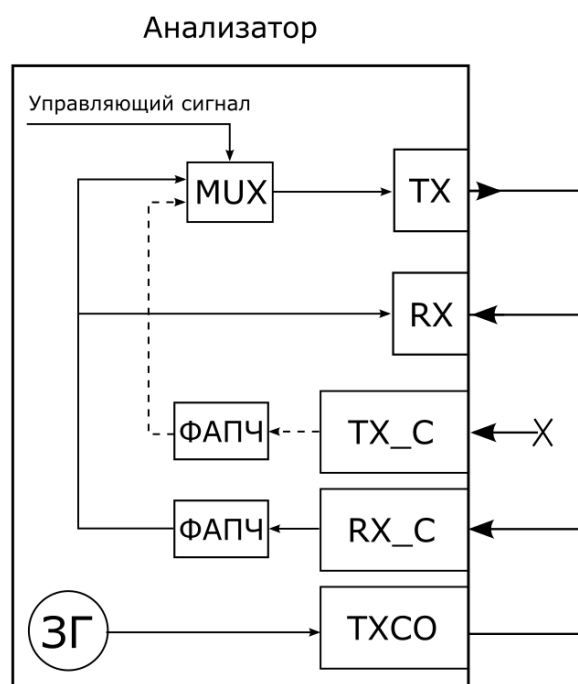 Анализатор
Управляющий сигнал
MUX
TX
RX
ФАПЧ
TX_C
ФАПЧ
RX_C
ЗГ
TXCO